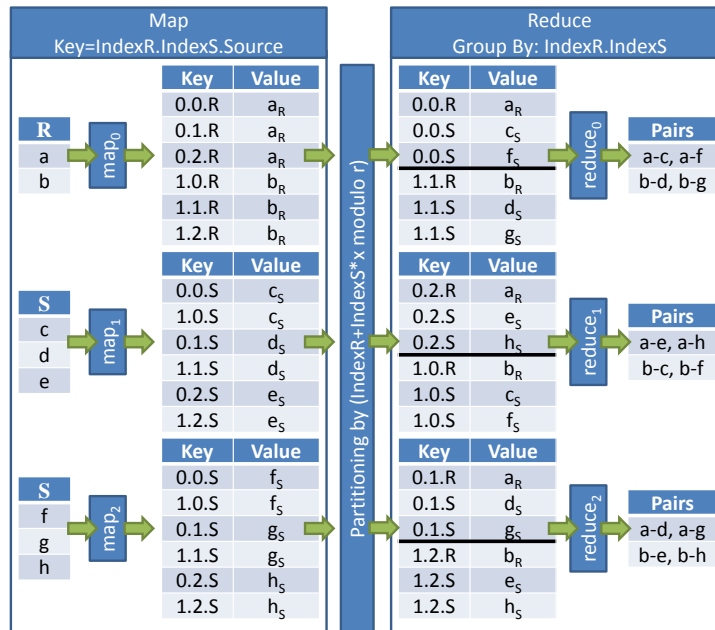 Map
Key=IndexR.IndexS.Source
Reduce
Group By: IndexR.IndexS
R
a
b
map0
Key Value
0.0.R aR
0.1.R aR
0.2.R aR
1.0.R bR
1.1.R bR
1.2.R bR
S
c
d
e
map1
Key Value
0.0.S cS
1.0.S cS
0.1.S dS
1.1.S dS
0.2.S eS
1.2.S eS
S
f
g
h
map2
Key Value
0.0.S fS
1.0.S fS
0.1.S gS
1.1.S gS
0.2.S hS
1.2.S hS
Partitioning by (IndexR+IndexS*x modulo r)
Key Value
0.0.R aR
0.0.S cS
0.0.S fS
1.1.R bR
1.1.S dS
1.1.S gS
reduce0
Pairs
a-c, a-f
b-d, b-g
Key Value
0.2.R aR
0.2.S eS
0.2.S hS
1.0.R bR
1.0.S cS
1.0.S fS
reduce1
Pairs
a-e, a-h
b-c, b-f
Key Value
0.1.R aR
0.1.S dS
0.1.S gS
1.2.R bR
1.2.S eS
1.2.S hS
reduce2
Pairs
a-d, a-g
b-e, b-h